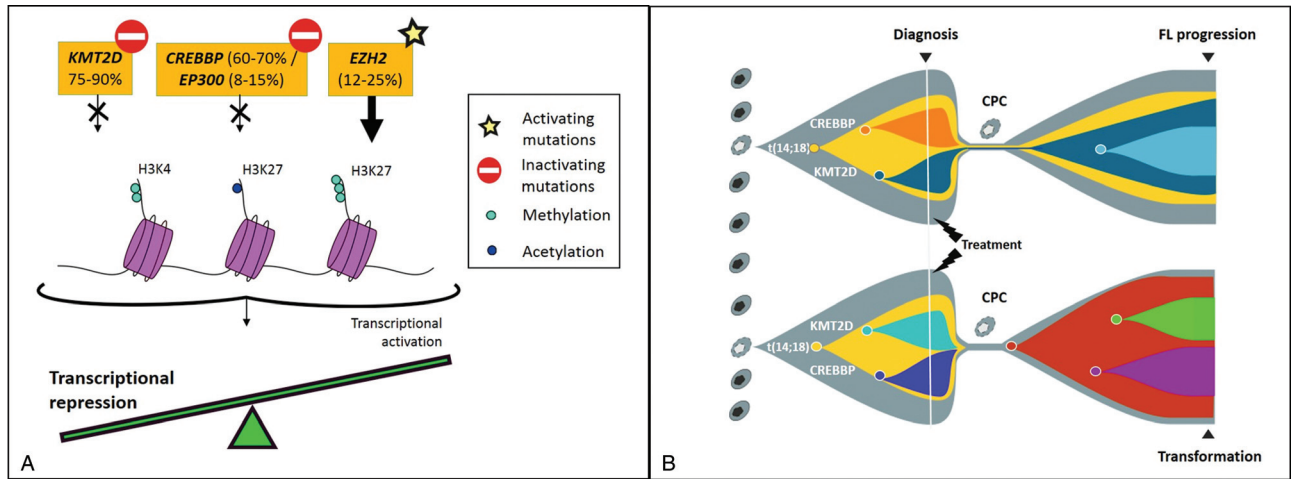 KMT2D
75-90%
CREBBP (60-70% /
EP300 (8-15%)
EZH2
(12-25%)
H3K4
H3K27
H3K27
Activating
mutations
Inactivating
mutations
Methylation
Acetylation
Transcriptional
activation
Transcriptional
repression
A
Diagnosis
FL progression
CPC
CREBBP
t(14;18)
KMT2D
Treatment
CPC
KMT2D
t(14;18)
CREBBP
Transformation
B